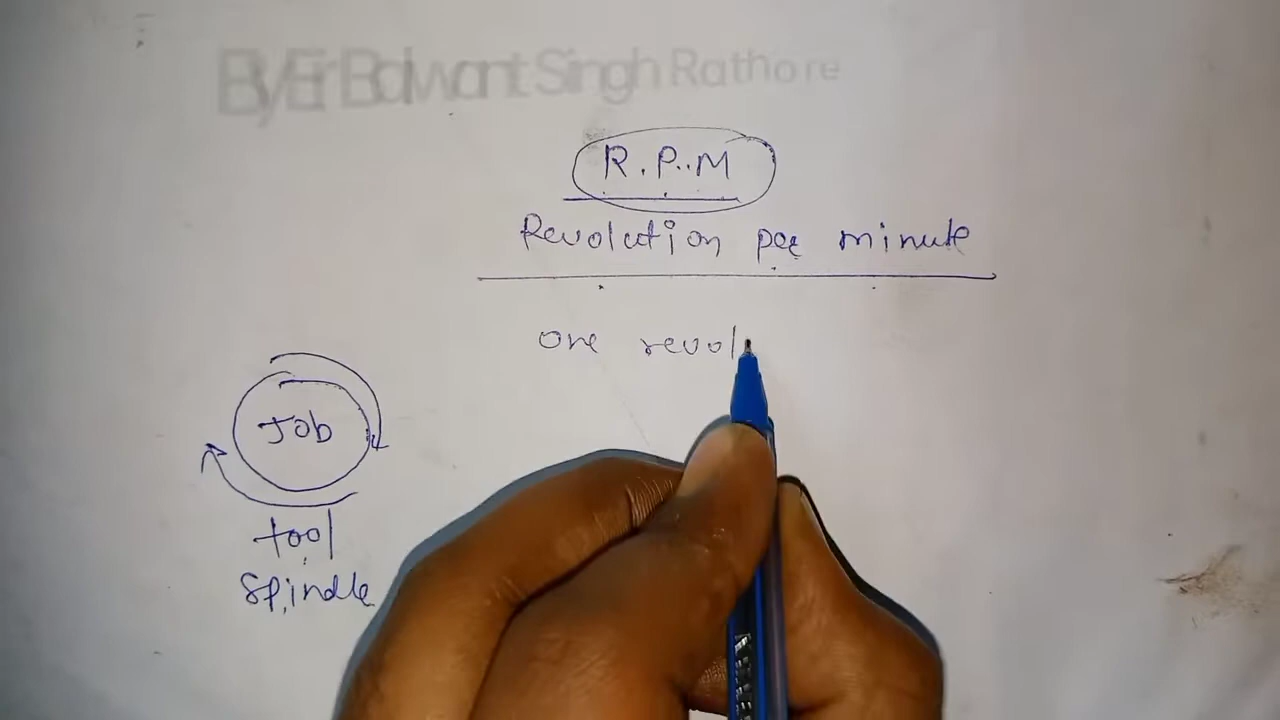 By Er Balwant Singh Rathore
R.P.M
Revolution per minute
one revol
Job
tool
Spindle